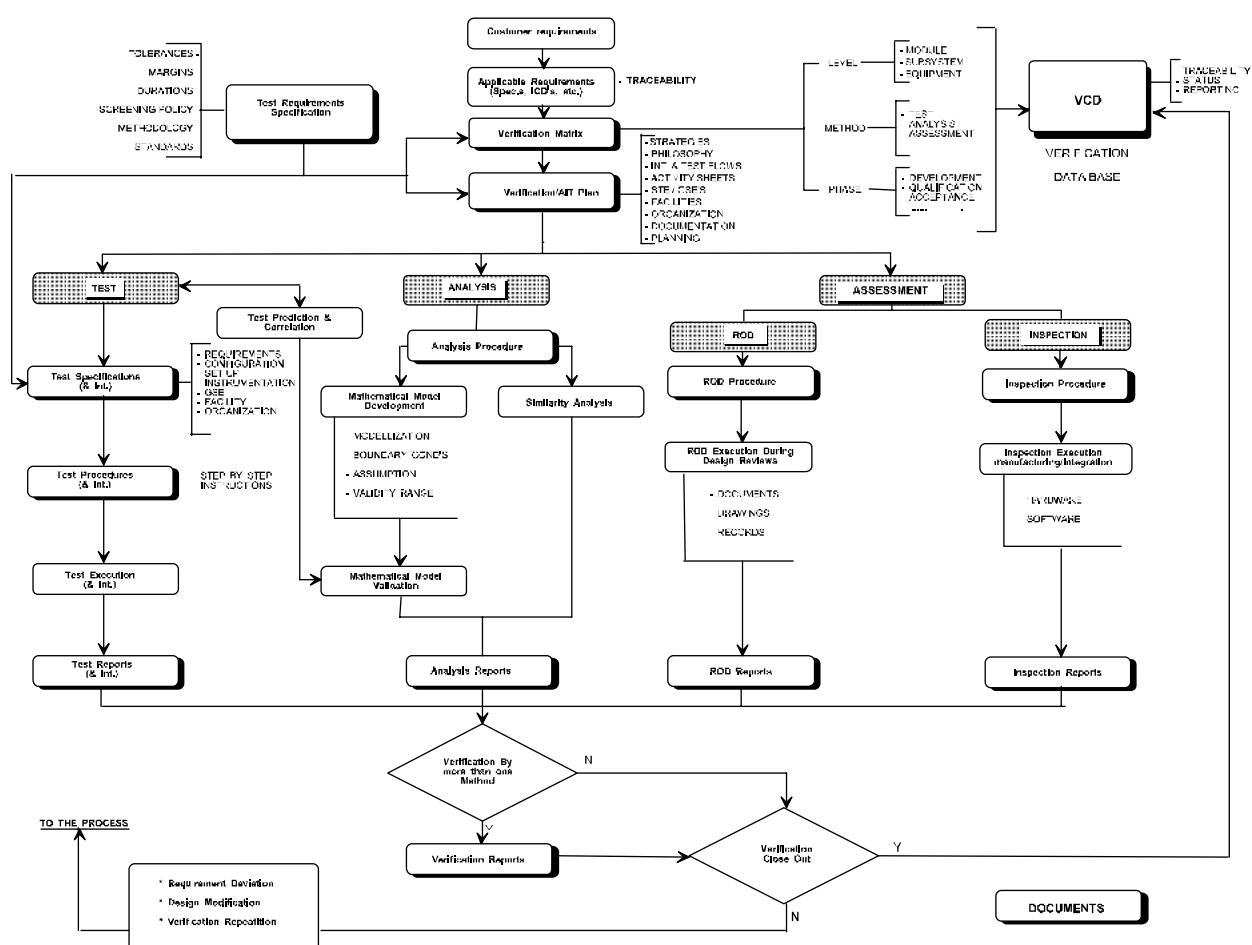 Customer requirements
Applicable Requirements
(Specs, ICD's, etc.)
- TRACEABILITY
Verification Matrix
Verification/AIT Plan
TOLERANCES -
MARGINS
DURATIONS
SCREENING POLICY
METHODOLOGY
STANDARDS
Test Requirements
Specification
- STRATEGIES
- PHILOSOPHY
- INT. & TEST FLOWS
- ACTIVITY SHEETS
- STE / GSE'S
- FACILITIES
- ORGANIZATION
- DOCUMENTATION
- PLANNING
LEVEL
- MODULE
- SUBSYSTEM
- EQUIPMENT
METHOD
- TEST
ANALYSIS
ASSESSMENT
PHASE
- DEVELOPMENT
- QUALIFICATION
ACCEPTANCE
VCD
VERIFICATION
DATA BASE
TRACEABILITY
- STATUS
- REPORTING
TEST
Test Prediction &
Correlation
Test Specifications
(& Int.)
- REQUIREMENTS
- CONFIGURATION
SET UP
INSTRUMENTATION
- GSE
- FACILITY
- ORGANIZATION
Test Procedures
(& Int.)
STEP BY STEP
INSTRUCTIONS
Test Execution
(& Int.)
Test Reports
(& Int.)
ANALYSIS
Analysis Procedure
Mathematical Model
Development
Similarity Analysis
MODELLIZATION
BOUNDARY COND'S
- ASSUMPTION
- VALIDITY RANGE
Mathematical Model
Validation
Analysis Reports
ASSESSMENT
ROD
ROD Procedure
ROD Execution During
Design Reviews
- DOCUMENTS
DRAWINGS
RECORDS
ROD Reports
INSPECTION
Inspection Procedure
Inspection Execution
manufacturing/integration
HARDWARE
SOFTWARE
Inspection Reports
Verification By
more than one
Method
N
Y
Verification Reports
Verification
Close Out
Y
N
TO THE PROCESS
* Requirement Deviation
* Design Modification
* Verification Repeatition
DOCUMENTS